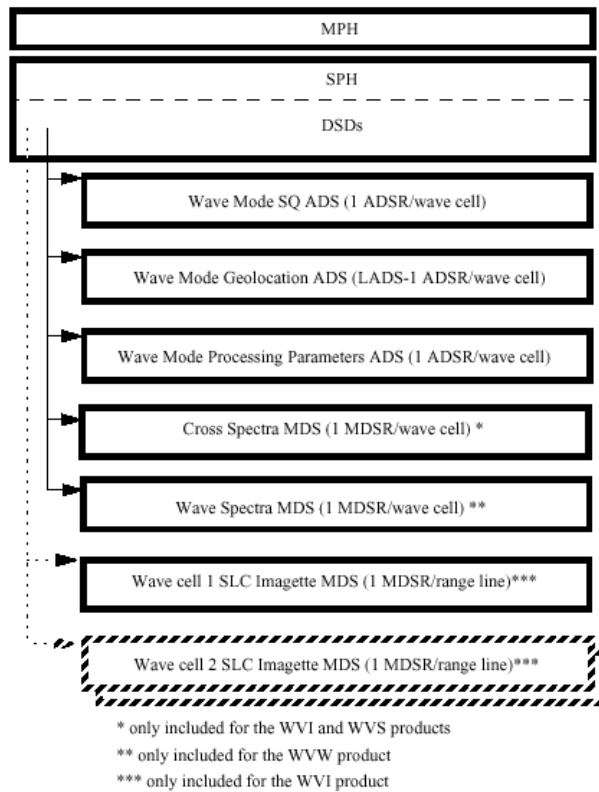 MPH
SPH
DSDs
Wave Mode SQ ADS (1 ADSR/wave cell)
Wave Mode Geolocation ADS (LADS-1 ADSR/wave cell)
Wave Mode Processing Parameters ADS (1 ADSR/wave cell)
Cross Spectra MDS (1 MDSR/wave cell) *
Wave Spectra MDS (1 MDSR/wave cell) **
Wave cell 1 SLC Imagette MDS (1 MDSR/range line)***
Wave cell 2 SLC Imagette MDS (1 MDSR/range line)***
* only included for the WVI and WVS products
** only included for the WVW product
*** only included for the WVI product